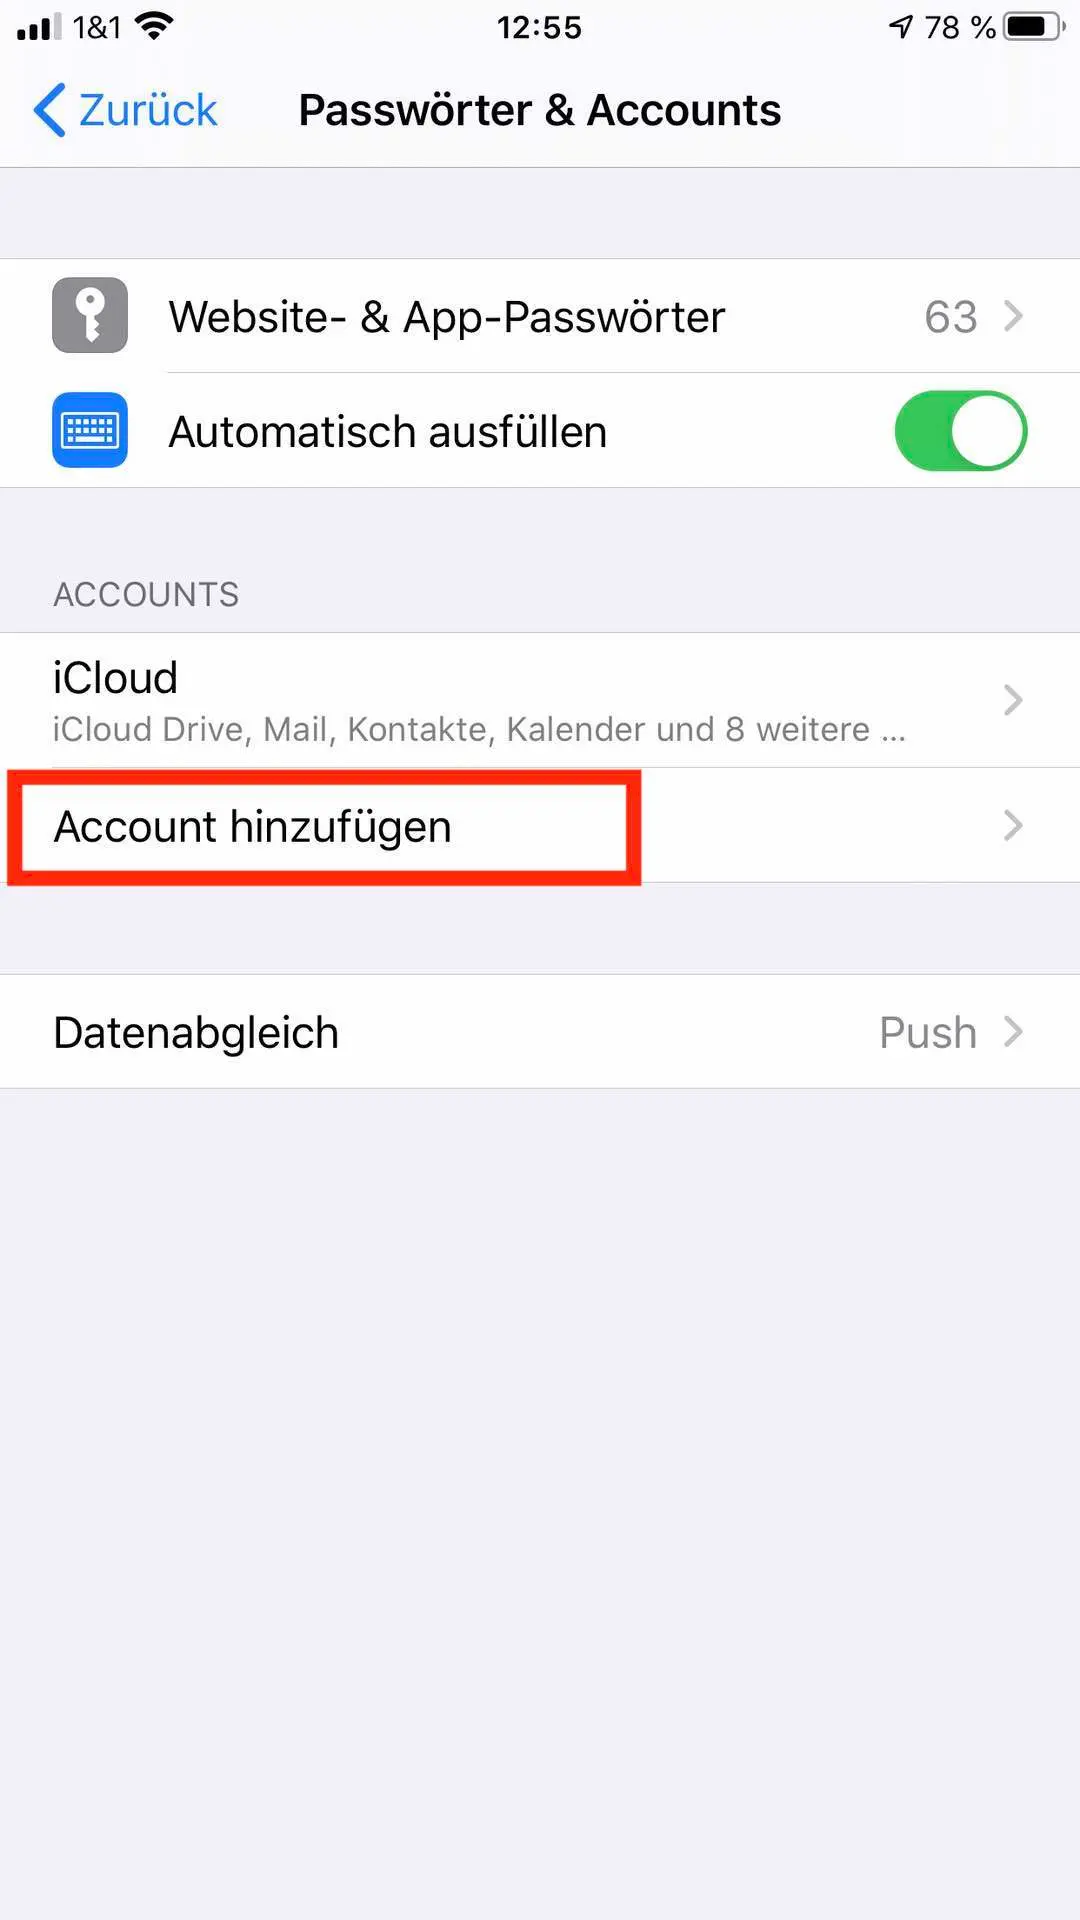 1&1 12:55 78 %
Zurück Passwörter & Accounts
Website- & App-Passwörter 63
Automatisch ausfüllen
ACCOUNTS
iCloud
iCloud Drive, Mail, Kontakte, Kalender und 8 weitere ...
Account hinzufügen
Datenabgleich Push